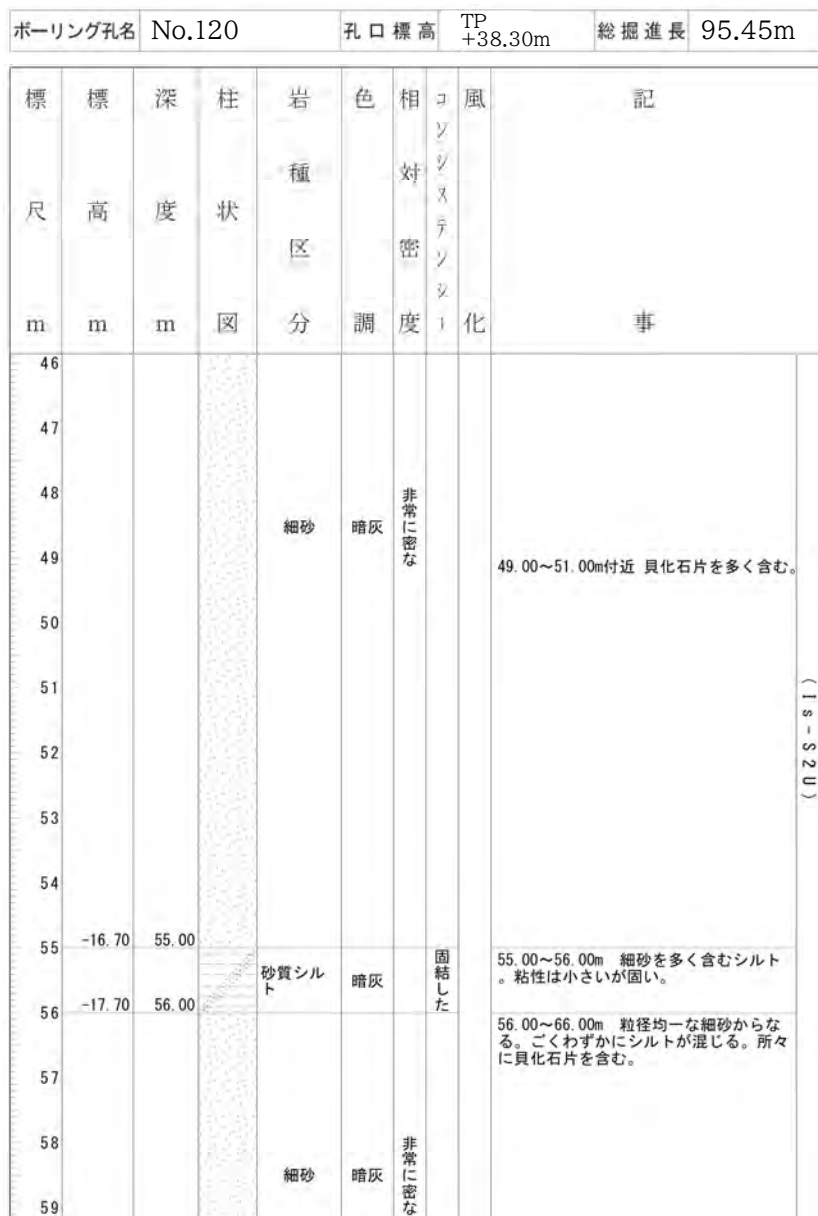 ボーリング孔名 No.120 孔口標高 TP +38.30m 総掘進長 95.45m
標尺m
標高m
深度m
柱状図
岩種区分
色調
相対密度
コンシステンシー
風化
記事
46
47
48
49
50
51
52
53
54
55
56
57
58
59
細砂
暗灰
非常に密な
49.00～51.00m付近 貝化石片を多く含む。
(Is-S2U)
-16.70 55.00
砂質シル
ト
暗灰
固結した
55.00～56.00m 細砂を多く含むシルト
。粘性は小さいが固い。
-17.70 56.00
56.00～66.00m 粒径均一な細砂からな
る。ごくわずかにシルトが混じる。所々
に貝化石片を含む。
細砂
暗灰
非常に密な